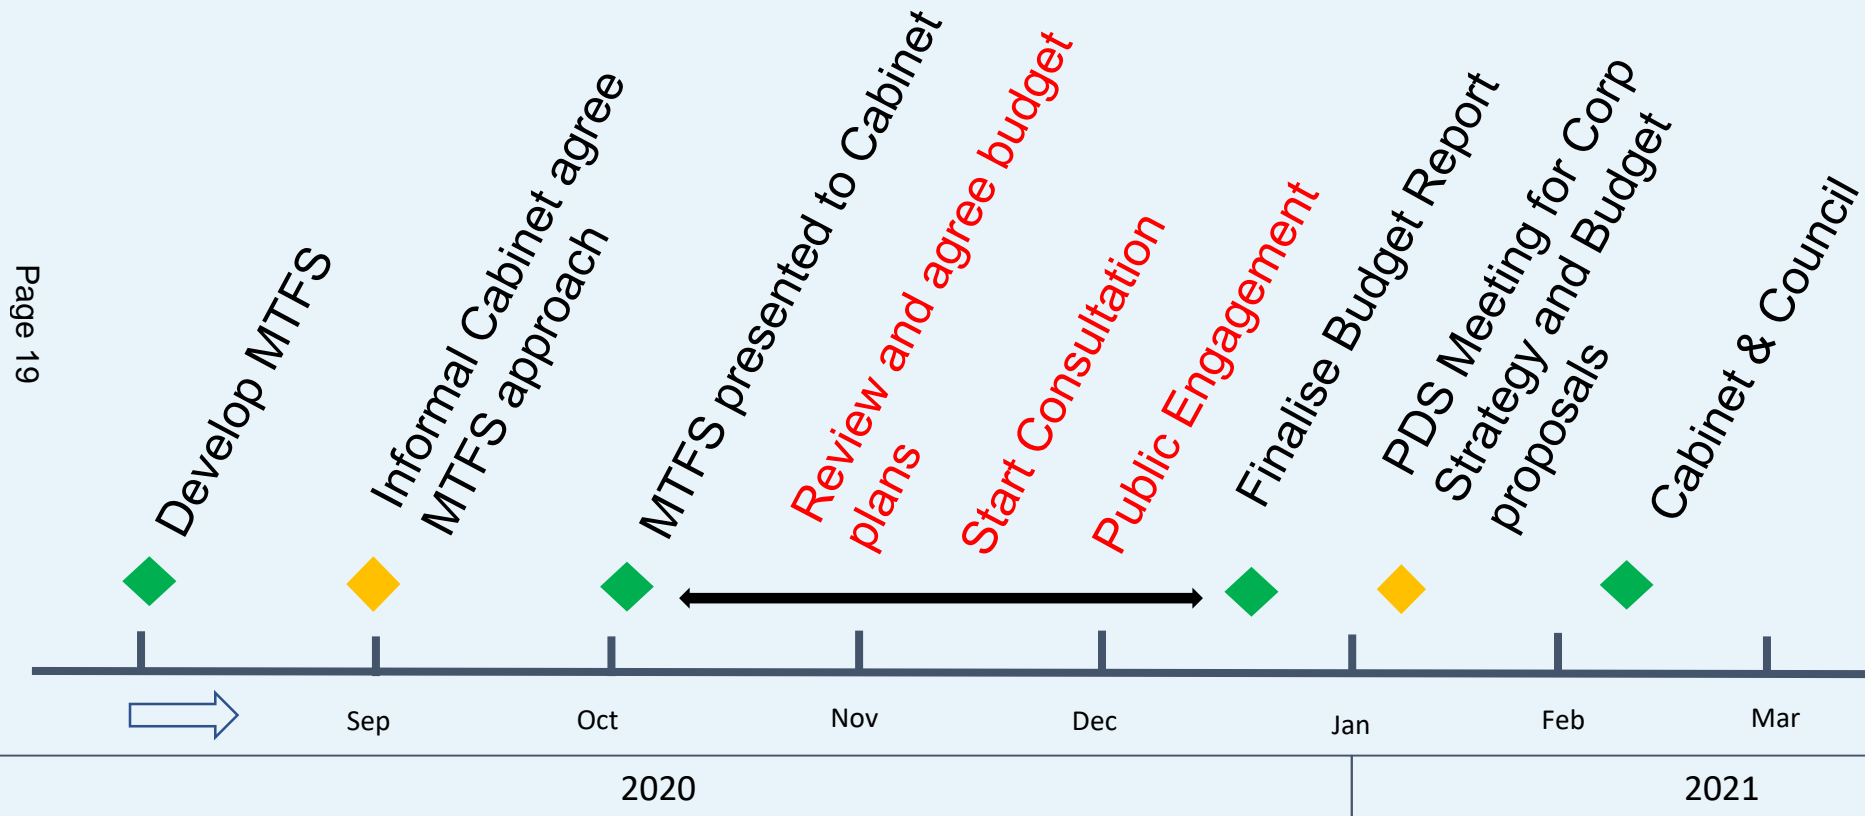 Page 19
Develop MTFS
Informal Cabinet agree
MTFS approach
MTFS presented to Cabinet
Review and agree budget
plans
Start Consultation
Public Engagement
Finalise Budget Report
PDS Meeting for Corp
Strategy and Budget
proposals
Cabinet & Council
Sep
Oct
Nov
Dec
Jan
Feb
Mar
2020
2021